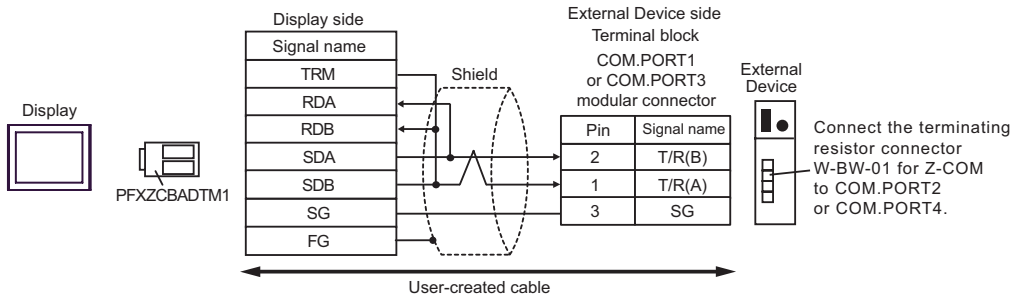 Display side
External Device side
Terminal block
COM.PORT1
or COM.PORT3
modular connector
Signal name
TRM
RDA
RDB
SDA
SDB
SG
FG
Shield
Pin
Signal name
2
T/R(B)
1
T/R(A)
3
SG
External
Device
Display
PFXZCBADTM1
Connect the terminating
resistor connector
W-BW-01 for Z-COM
to COM.PORT2
or COM.PORT4.
User-created cable